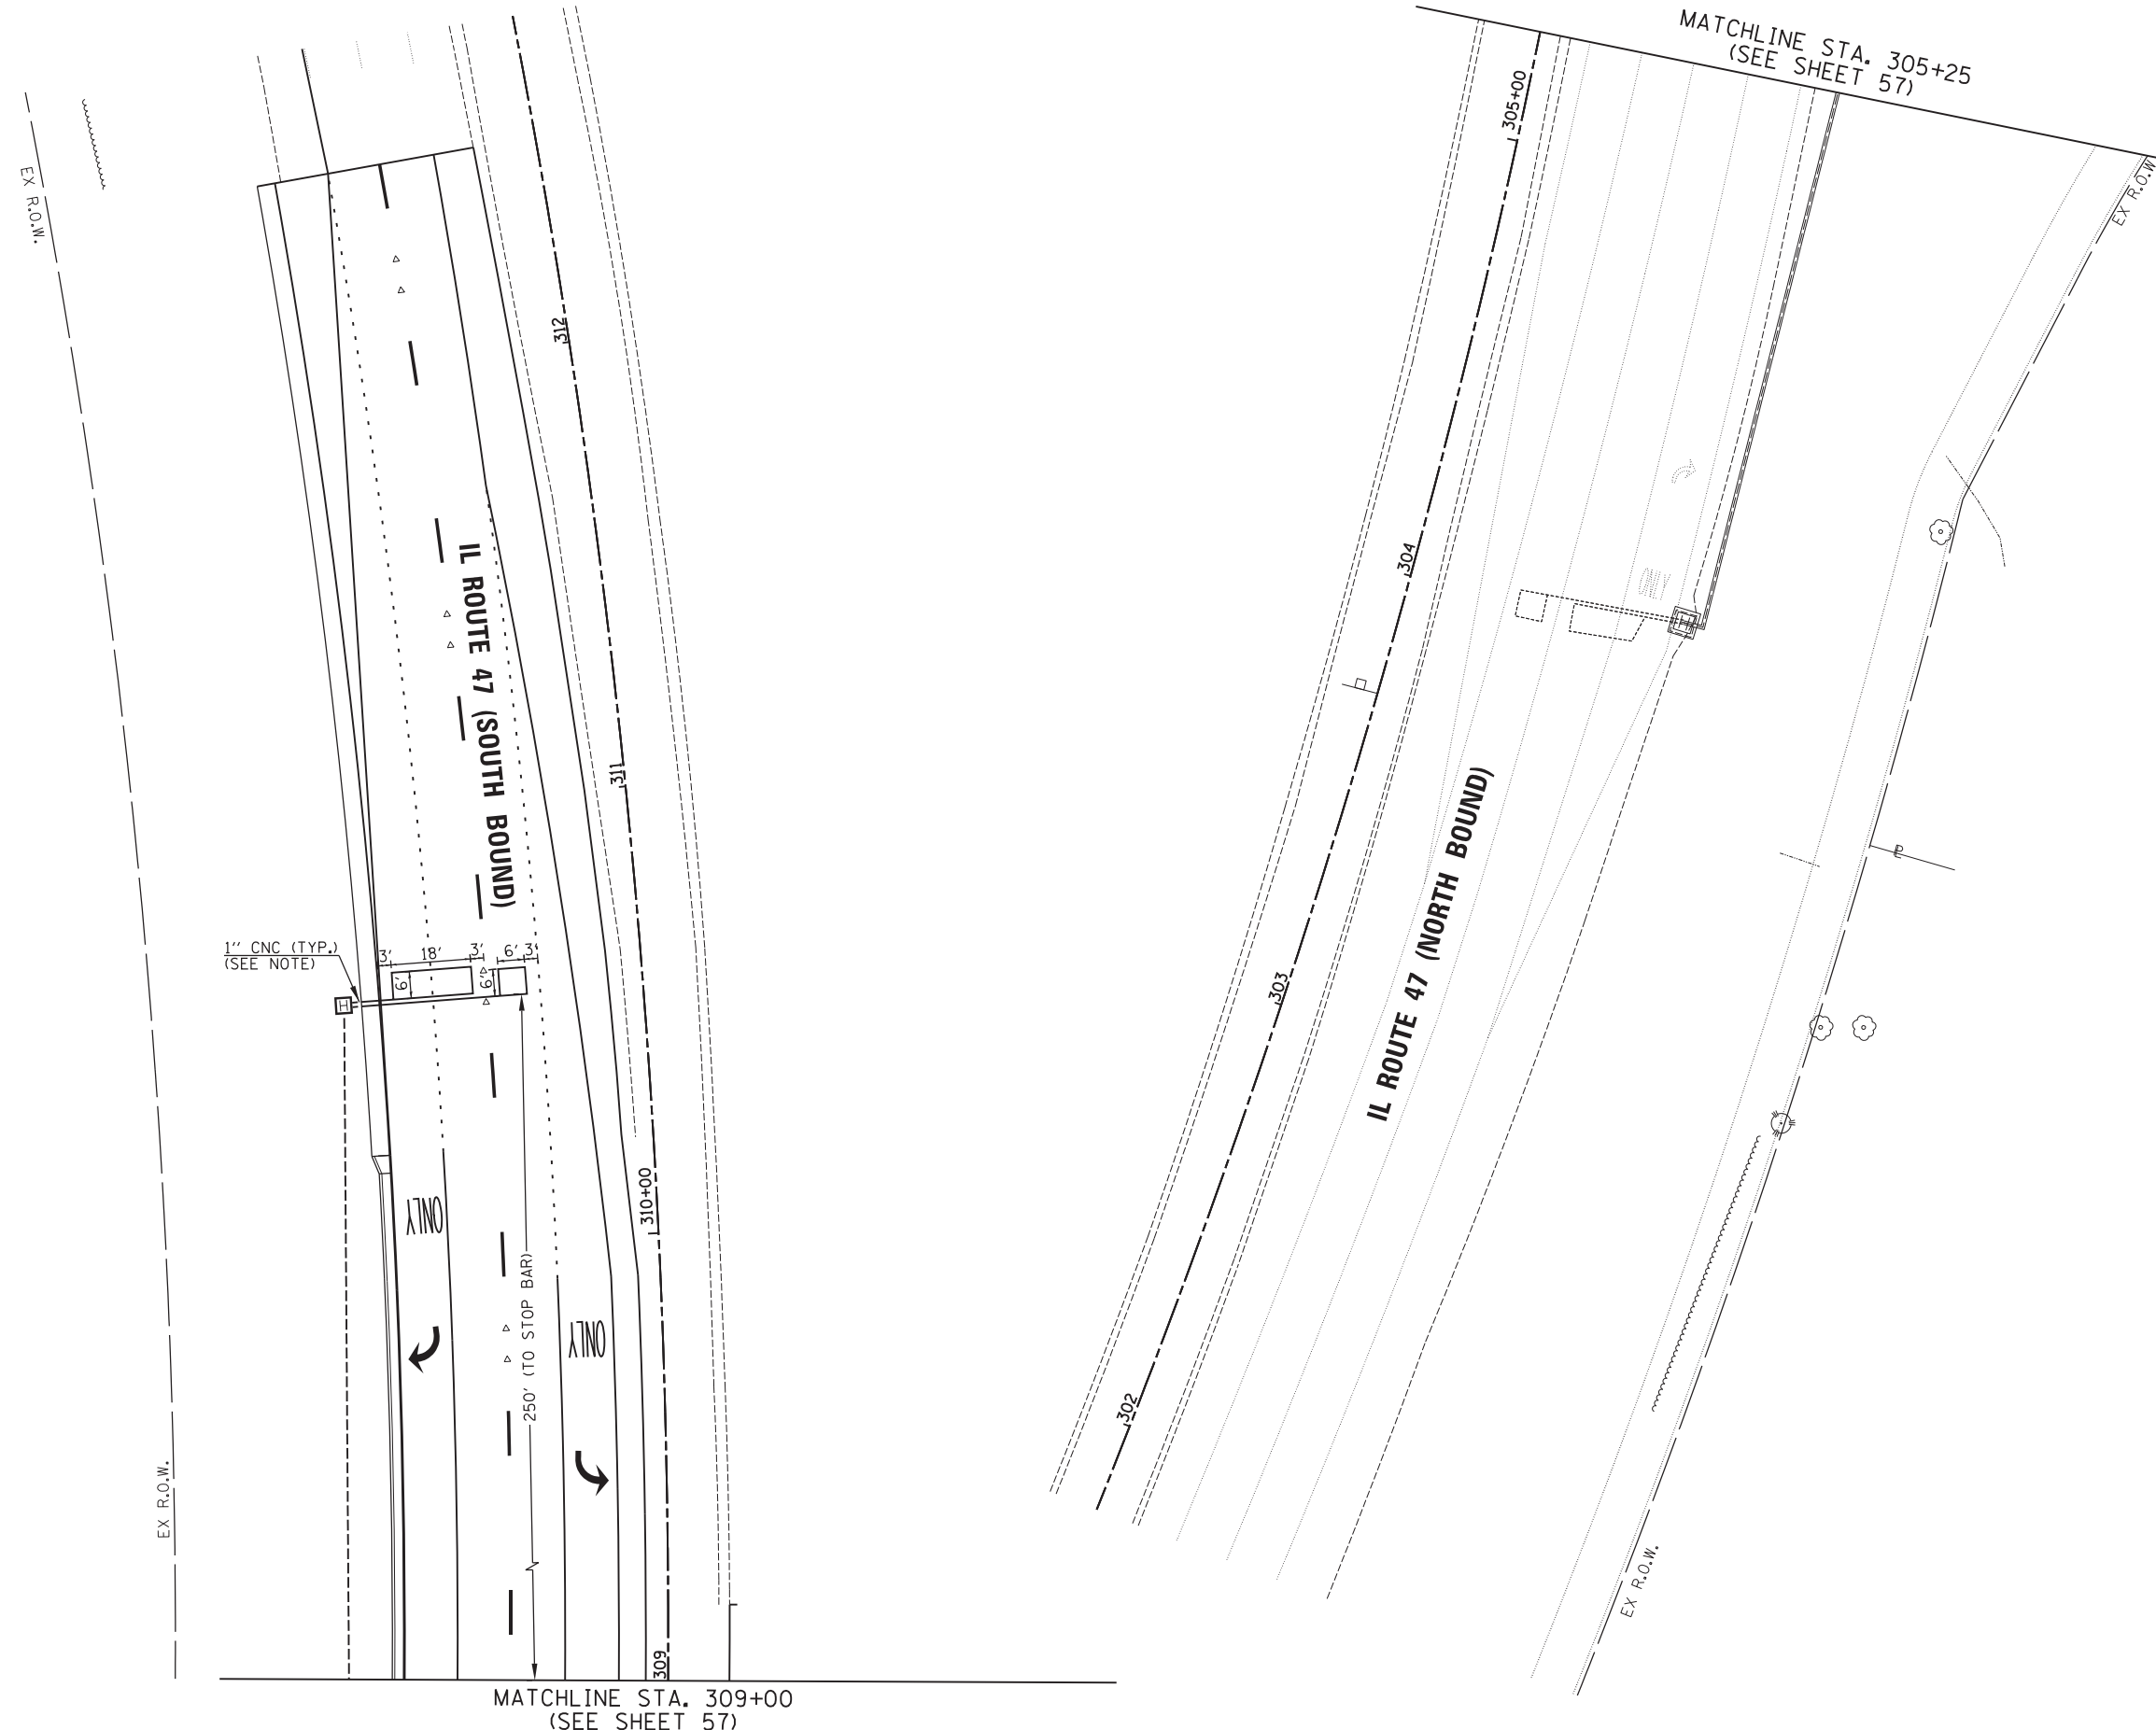 MATCHLINE STA. 305+25
(SEE SHEET 57)
EX R.O.W.
312
311
310+00
309
IL ROUTE 47 (SOUTH BOUND)
1'' CNC (TYP.)
(SEE NOTE)
3'
18'
3'
6'
3'
6'
6'
H
ONLY
ONLY
250' (TO STOP BAR)
EX R.O.W.
MATCHLINE STA. 309+00
(SEE SHEET 57)
305+00
304
303
302
ONLY
H
IL ROUTE 47 (NORTH BOUND)
EX R.O.W.
P
EX R.O.W.